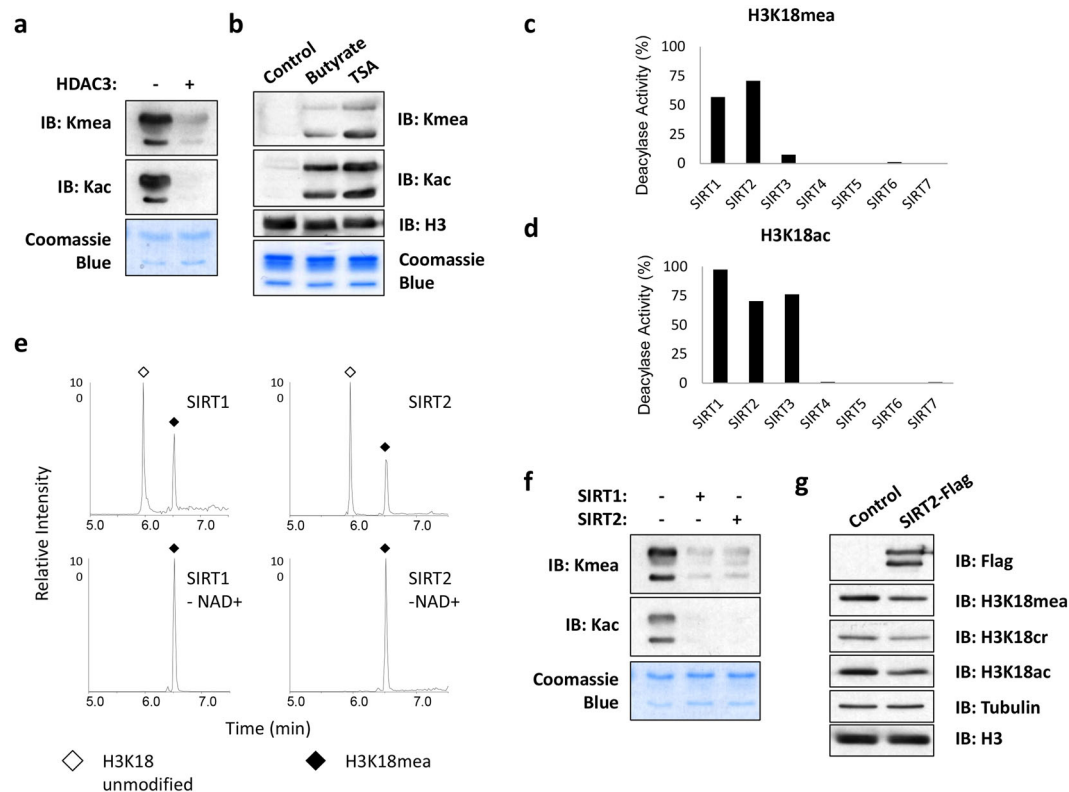 a
HDAC3: - +
IB: Kmea
IB: Kac
Coomassie
Blue
b
Control
Butyrate
TSA
IB: Kmea
IB: Kac
IB: H3
Coomassie
Blue
c
H3K18mea
Deacylase Activity (%)
100
75
50
25
0
SIRT1
SIRT2
SIRT3
SIRT4
SIRT5
SIRT6
SIRT7
d
H3K18ac
Deacylase Activity (%)
100
75
50
25
0
SIRT1
SIRT2
SIRT3
SIRT4
SIRT5
SIRT6
SIRT7
e
Relative Intensity
10
0
SIRT1
5.0 6.0 7.0
10
0
SIRT2
5.0 6.0 7.0
10
0
SIRT1
- NAD+
5.0 6.0 7.0
10
0
SIRT2
-NAD+
5.0 6.0 7.0
Time (min)
H3K18
unmodified
H3K18mea
f
SIRT1: - + -
SIRT2: - - +
IB: Kmea
IB: Kac
Coomassie
Blue
g
Control
SIRT2-Flag
IB: Flag
IB: H3K18mea
IB: H3K18cr
IB: H3K18ac
IB: Tubulin
IB: H3